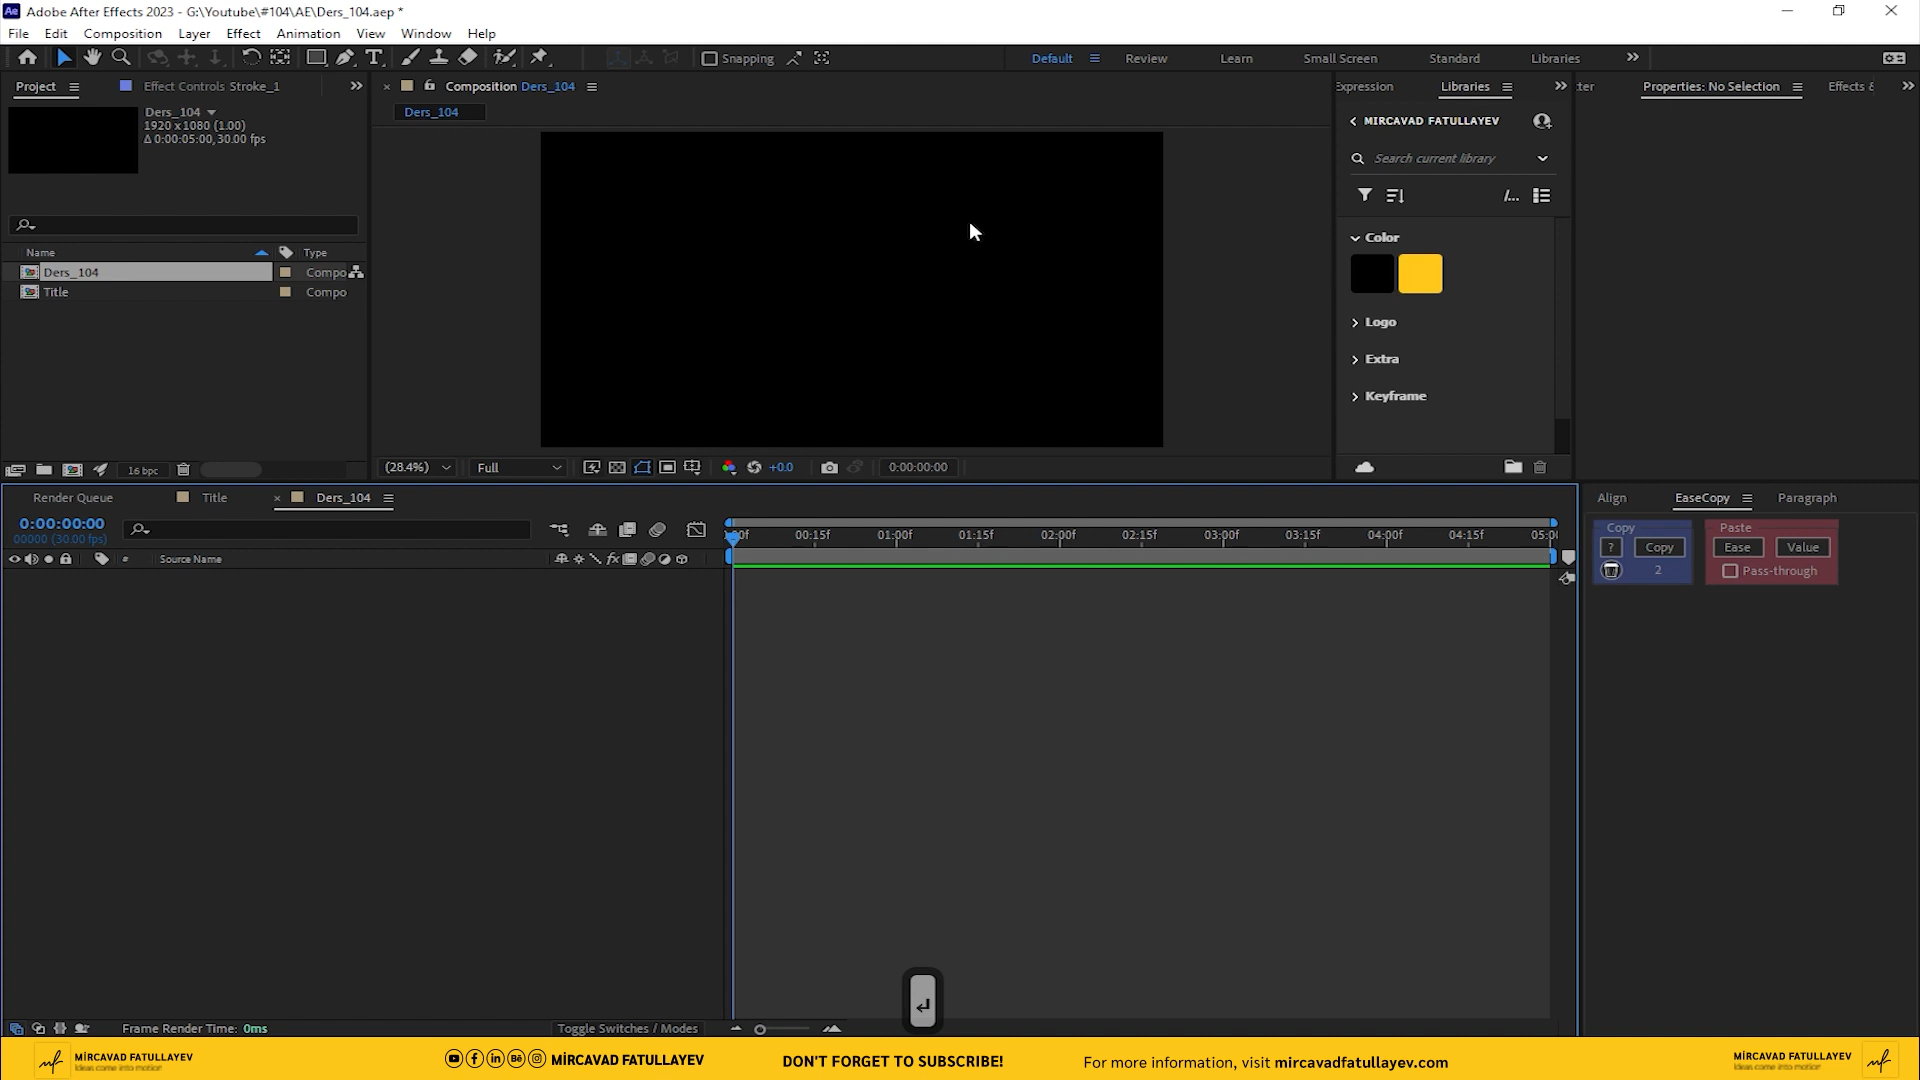 Adobe After Effects 2023 - G:\Youtube\#104\AE\Ders_104.aep *
File Edit Composition Layer Effect Animation View Window Help
Snapping Default Review Learn Small Screen Standard Libraries
Project Effect Controls Stroke_1
Ders_104
1920 x 1080 (1.00)
Δ 0:00:05:00, 30.00 fps
Name Type
Ders_104 Compo
Title Compo
16 bpc
Composition Ders_104
Ders_104
(28.4%) Full +0.0 0:00:00:00
Expression Libraries
MIRCAVAD FATULLAYEV
Search current library
/...
Color
Logo
Extra
Keyframe
ter Properties: No Selection Effects &
Render Queue Title Ders_104
0:00:00:00
00000 (30.00 fps)
# Source Name
00:15f 01:00f 01:15f 02:00f 02:15f 03:00f 03:15f 04:00f 04:15f 05:00
Align EaseCopy Paragraph
Copy Paste
? Copy Ease Value
2 Pass-through
Frame Render Time: 0ms Toggle Switches / Modes
mf MİRCAVAD FATULLAYEV
Ideas come into motion
MİRCAVAD FATULLAYEV
DON'T FORGET TO SUBSCRIBE!
For more information, visit mircavadfatullayev.com
MİRCAVAD FATULLAYEV mf
Ideas come into motion